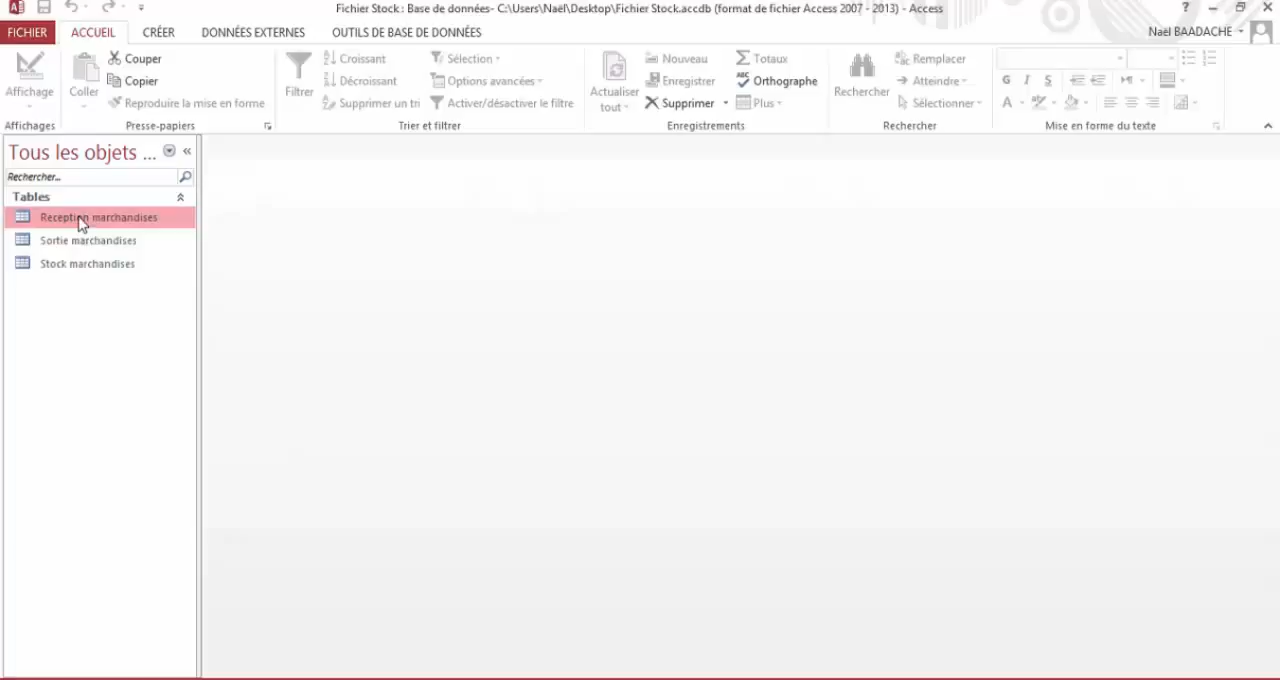 Fichier Stock : Base de données- C:\Users\Naël\Desktop\Fichier Stock.accdb (format de fichier Access 2007 - 2013) - Access
?
FICHIER ACCUEIL CRÉER DONNÉES EXTERNES OUTILS DE BASE DE DONNÉES Naël BAADACHE
Couper Croissant Sélection Nouveau Totaux Remplacer
Copier Décroissant Options avancées Enregistrer Orthographe Atteindre G I S
Affichage Coller Filtrer Actualiser tout Rechercher
Reproduire la mise en forme Supprimer un tri Activer/désactiver le filtre Supprimer Plus Sélectionner A
Affichages Presse-papiers Trier et filtrer Enregistrements Rechercher Mise en forme du texte
Tous les objets ...
Rechercher...
Tables
Reception marchandises
Sortie marchandises
Stock marchandises